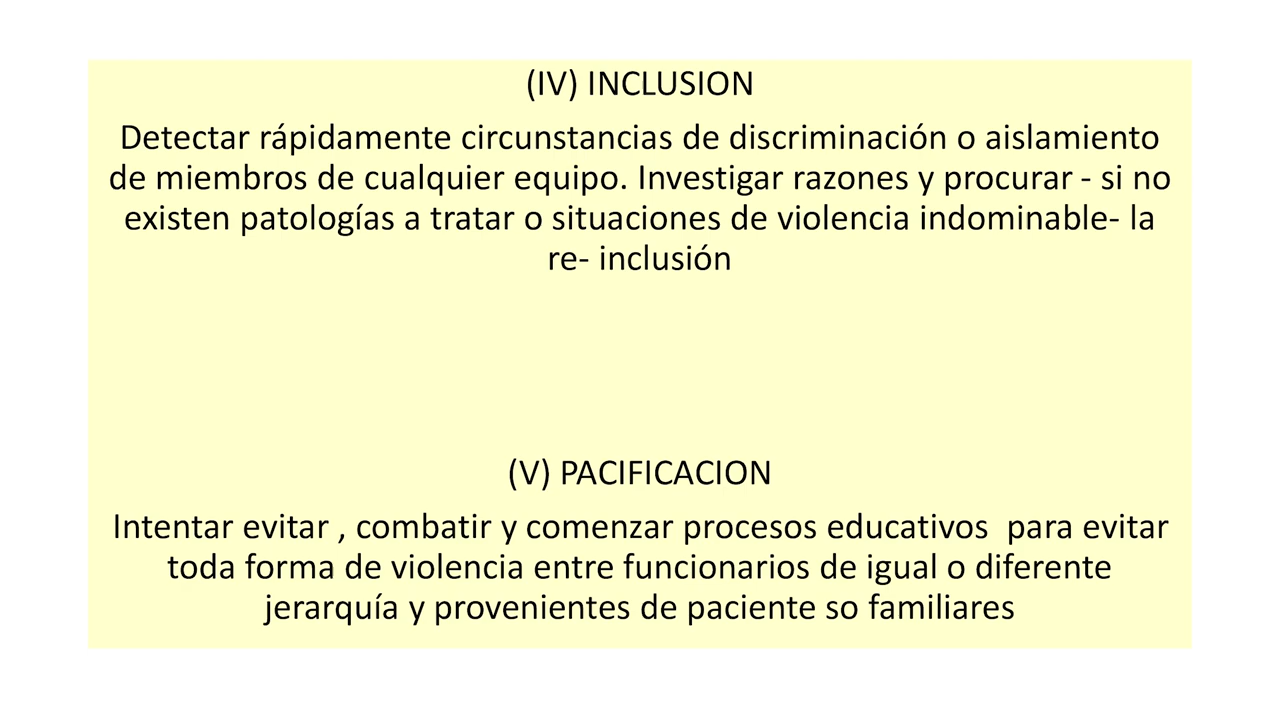 (IV) INCLUSION
Detectar rápidamente circunstancias de discriminación o aislamiento
de miembros de cualquier equipo. Investigar razones y procurar - si no
existen patologías a tratar o situaciones de violencia indominable- la
re- inclusión
(V) PACIFICACION
Intentar evitar , combatir y comenzar procesos educativos  para evitar
toda forma de violencia entre funcionarios de igual o diferente
jerarquía y provenientes de paciente so familiares